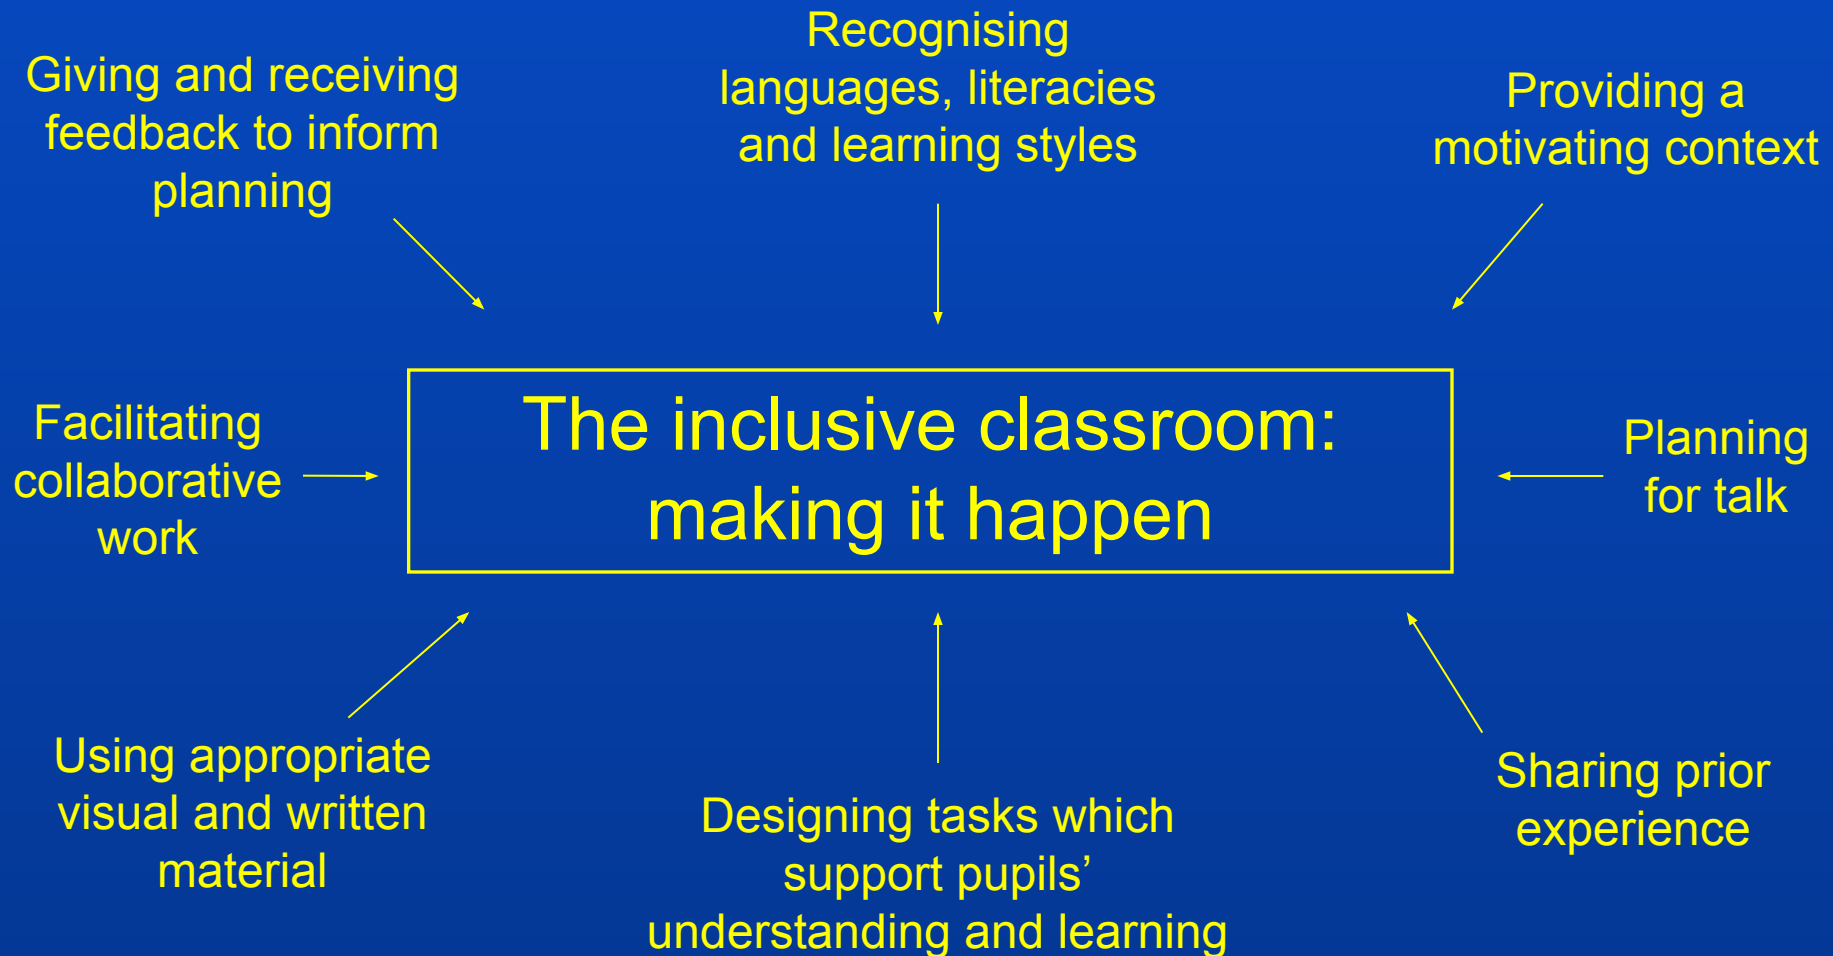 Giving and receiving
feedback to inform
planning
Recognising
languages, literacies
and learning styles
Providing a
motivating context
Facilitating
collaborative
work
The inclusive classroom:
making it happen
Planning
for talk
Using appropriate
visual and written
material
Designing tasks which
support pupils’
understanding and learning
Sharing prior
experience